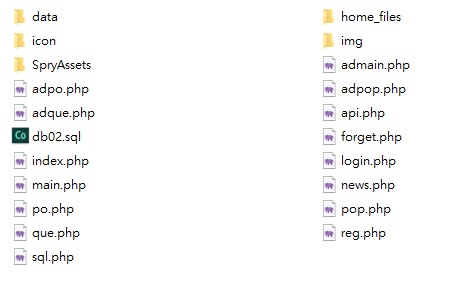 data
home_files
icon
img
SpryAssets
admain.php
adpo.php
adpop.php
adque.php
api.php
Co db02.sql
forget.php
index.php
login.php
main.php
news.php
po.php
pop.php
que.php
reg.php
sql.php